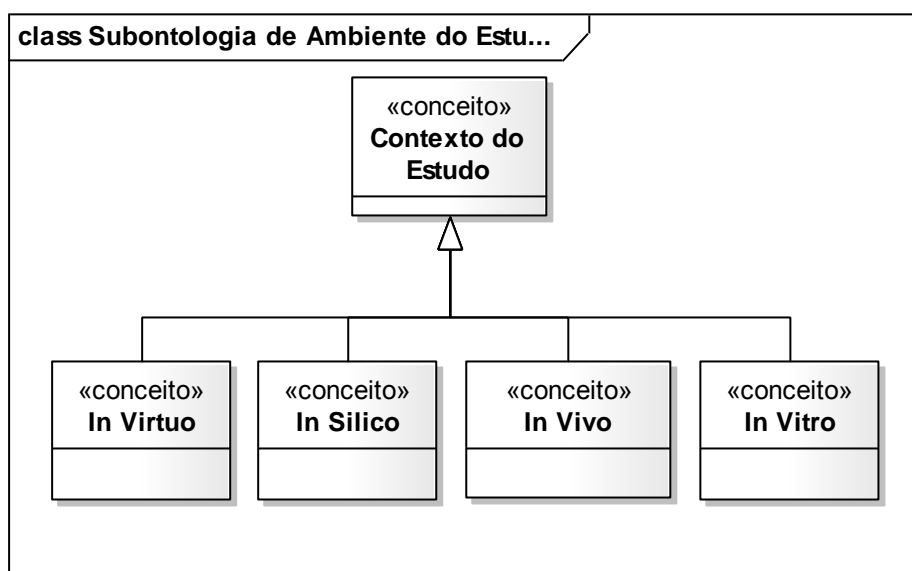 class Subontologia de Ambiente do Estu...
«conceito»
Contexto do
Estudo
«conceito»
In Virtuo
«conceito»
In Silico
«conceito»
In Vivo
«conceito»
In Vitro